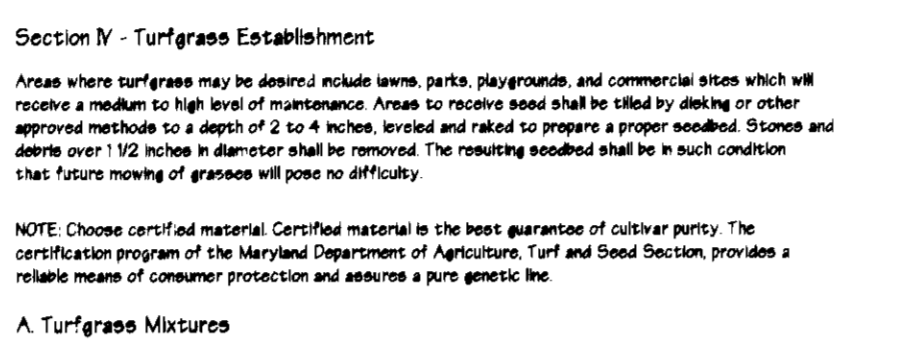 Section IV - Turfgrass Establishment
Areas where turfgrass may be desired include lawns, parks, playgrounds, and commercial sites which will
receive a medium to high level of maintenance. Areas to receive seed shall be tilled by disking or other
approved methods to a depth of 2 to 4 inches, leveled and raked to prepare a proper seedbed. Stones and
debris over 1 1/2 inches in diameter shall be removed. The resulting seedbed shall be in such condition
that future mowing of grasses will pose no difficulty.
NOTE: Choose certified material. Certified material is the best guarantee of cultivar purity. The
certification program of the Maryland Department of Agriculture, Turf and Seed Section, provides a
reliable means of consumer protection and assures a pure genetic line.
A. Turfgrass Mixtures